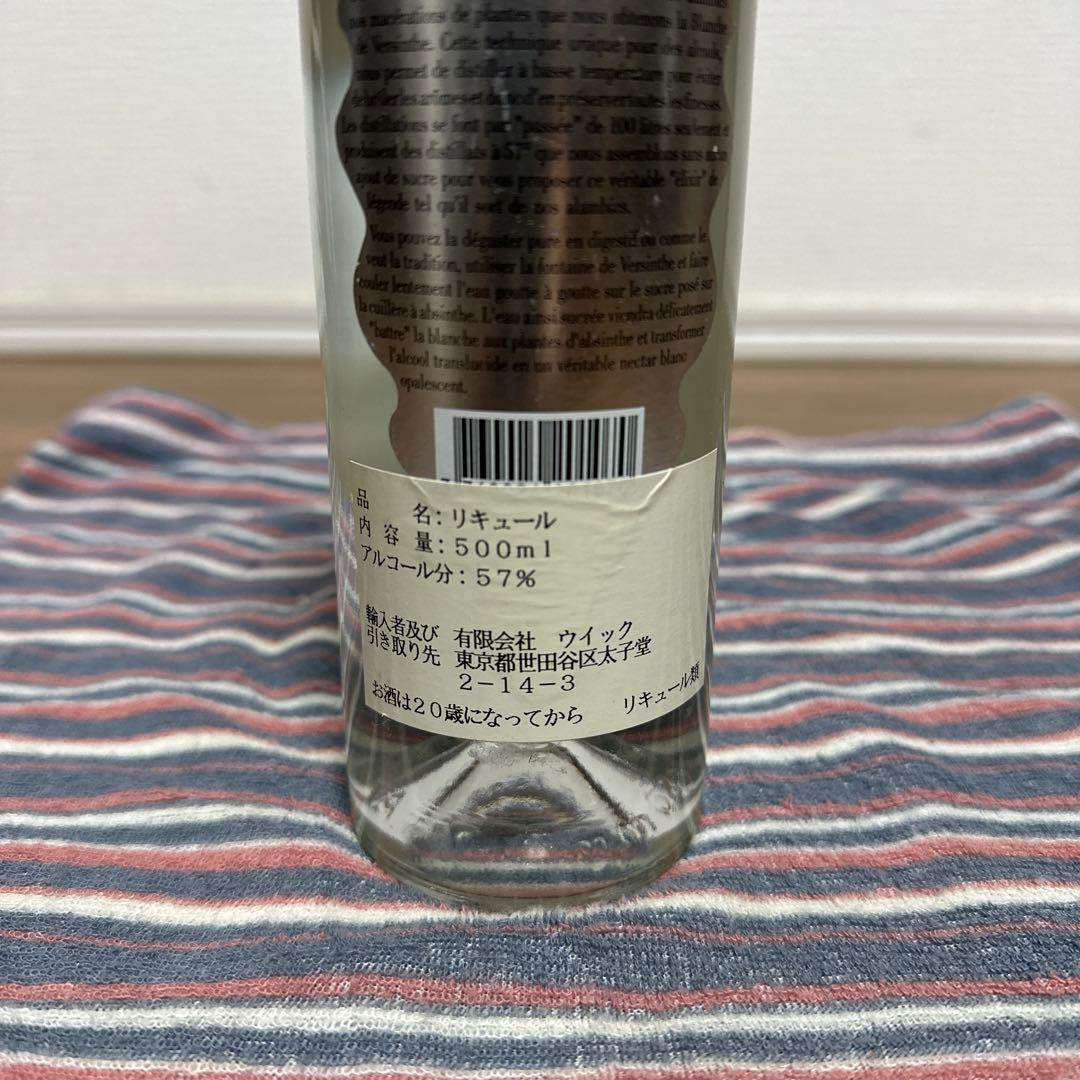 nos macérations de plantes que nous obtenons la Blanche
de Versinthe. Cette technique unique pour des alcools,
nous permet de distiller à basse température pour éviter
de brûler les arômes et donc d'en préserver toutes les finesses.
Les distillations se font par "passée" de 100 litres seulement et
produisent des distillats à 57° que nous assemblons sans aucun
ajout de sucre pour vous proposer ce véritable "élixir" de
légende tel qu'il sort de nos alambics.
Vous pouvez la déguster pure en digestif ou comme le
veut la tradition, utiliser la fontaine de Versinthe et faire
couler lentement l'eau goutte à goutte sur le sucre posé sur
la cuillère à absinthe. L'eau ainsi sucrée viendra délicatement
"battre" la blanche aux plantes d'absinthe et transformer
l'alcool translucide en un véritable nectar blanc
opalescent.
品 名：リキュール
内容量：500ml
アルコール分：57%
輸入者及び 有限会社 ウイック
引き取り先 東京都世田谷区太子堂
2-14-3
お酒は20歳になってから リキュール類